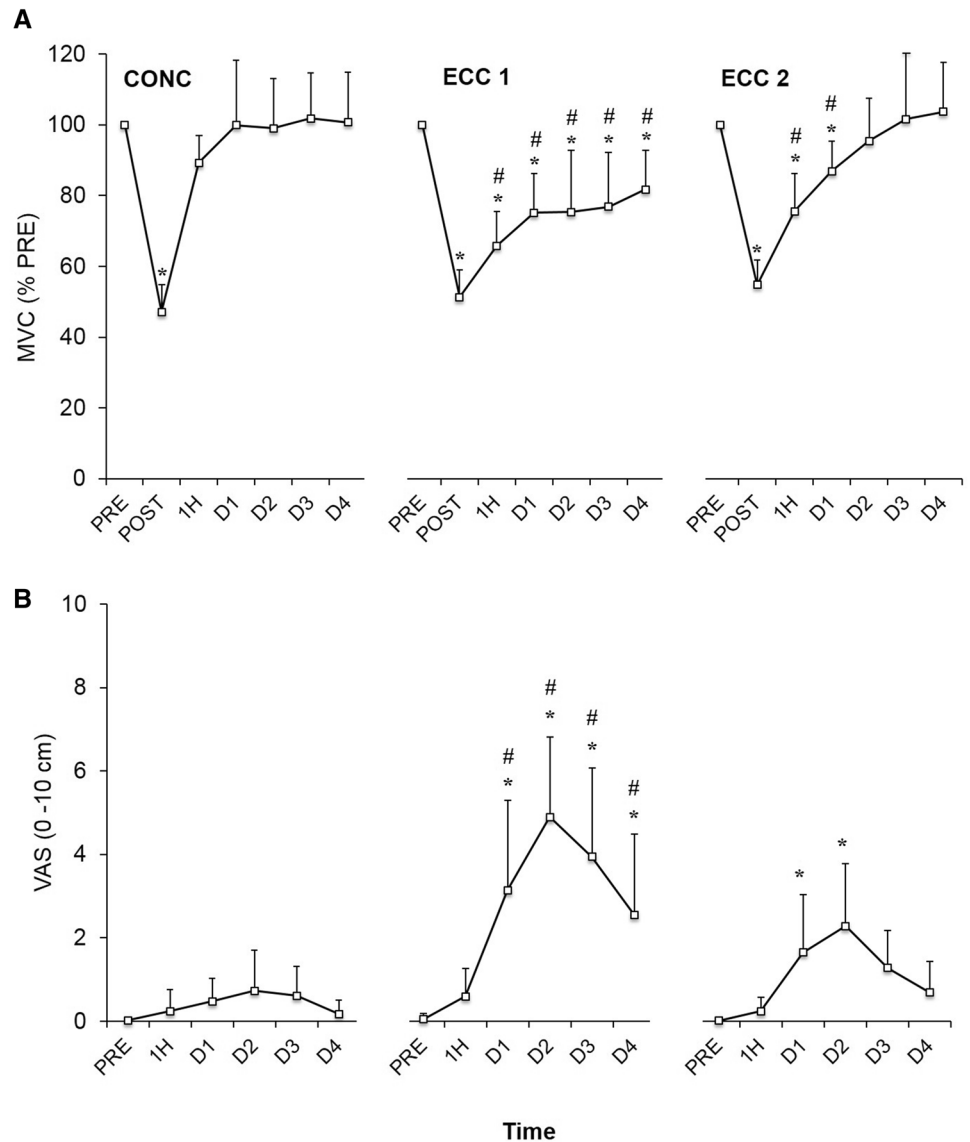 A
MVC (% PRE)
120
100
80
60
40
20
0
CONC
*
PRE POST 1H D1 D2 D3 D4
ECC 1
# # # # #
* * * * * *
PRE POST 1H D1 D2 D3 D4
ECC 2
# #
* * *
PRE POST 1H D1 D2 D3 D4
B
VAS (0 -10 cm)
10
8
6
4
2
0
PRE 1H D1 D2 D3 D4
# # # #
* * * *
PRE 1H D1 D2 D3 D4
* *
PRE 1H D1 D2 D3 D4
Time